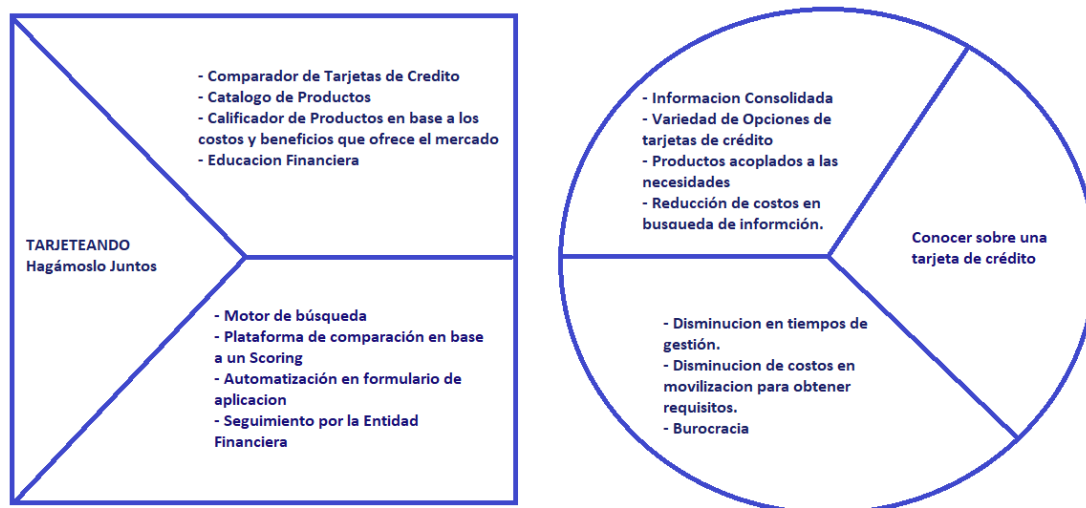 - Comparador de Tarjetas de Credito
- Catalogo de Productos
- Calificador de Productos en base a los
costos y beneficios que ofrece el mercado
- Educacion Financiera
TARJETEANDO
Hagámoslo Juntos
- Motor de búsqueda
- Plataforma de comparación en base
a un Scoring
- Automatización en formulario de
aplicacion
- Seguimiento por la Entidad
Financiera
- Informacion Consolidada
- Variedad de Opciones de
tarjetas de crédito
- Productos acoplados a las
necesidades
- Reducción de costos en
busqueda de informción.
Conocer sobre una
tarjeta de crédito
- Disminucion en tiempos de
gestión.
- Disminucion de costos en
movilizacion para obtener
requisitos.
- Burocracia